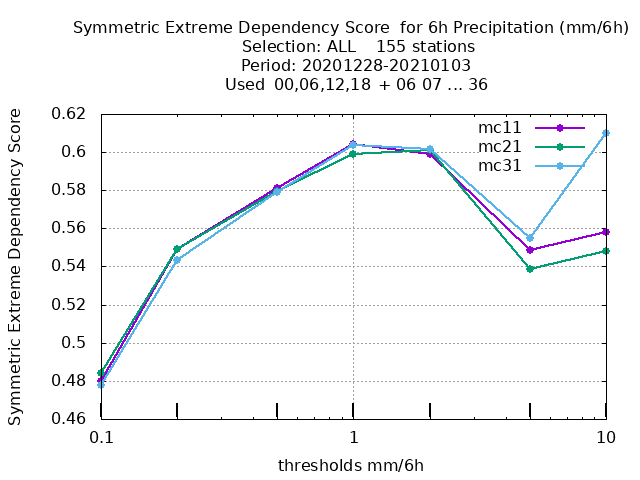 Symmetric Extreme Dependency Score  for 6h Precipitation (mm/6h)
Selection: ALL    155 stations
Period: 20201228-20210103
Used  00,06,12,18  + 06 07 ... 36
Symmetric Extreme Dependency Score
0.62
0.6
0.58
0.56
0.54
0.52
0.5
0.48
0.46
mc11
mc21
mc31
0.1
1
10
thresholds mm/6h